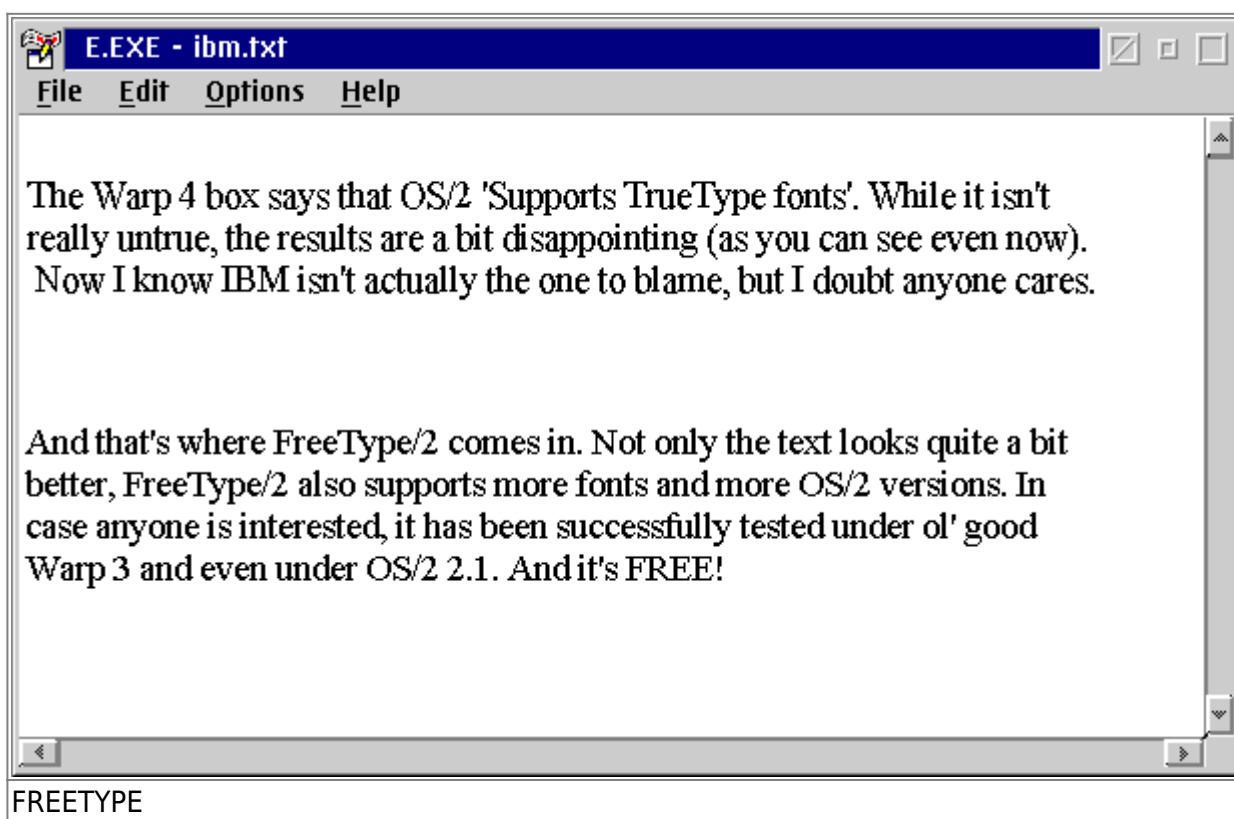 E.EXE - ibm.txt
File Edit Options Help
The Warp 4 box says that OS/2 'Supports TrueType fonts'. While it isn't
really untrue, the results are a bit disappointing (as you can see even now).
Now I know IBM isn't actually the one to blame, but I doubt anyone cares.
And that's where FreeType/2 comes in. Not only the text looks quite a bit
better, FreeType/2 also supports more fonts and more OS/2 versions. In
case anyone is interested, it has been successfully tested under ol' good
Warp 3 and even under OS/2 2.1. And it's FREE!
FREETYPE